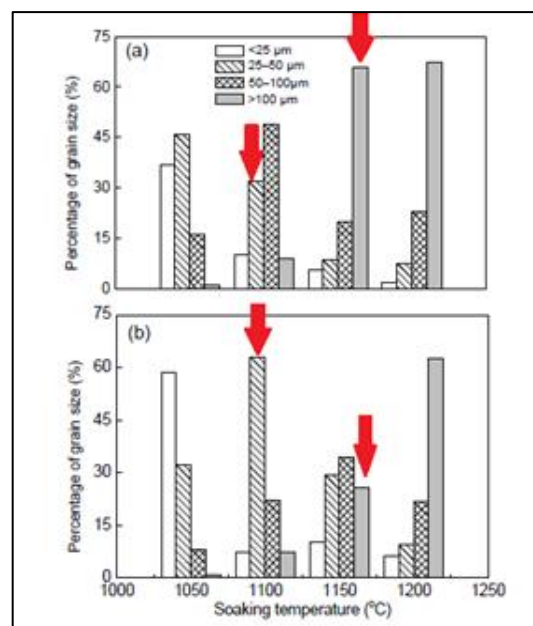 75
(a)
<25 μm
25–50 μm
50–100μm
>100 μm
60
45
30
15
0
Percentage of grain size (%)
75
(b)
60
45
30
15
0
Percentage of grain size (%)
1000 1050 1100 1150 1200 1250
Soaking temperature (ºC)